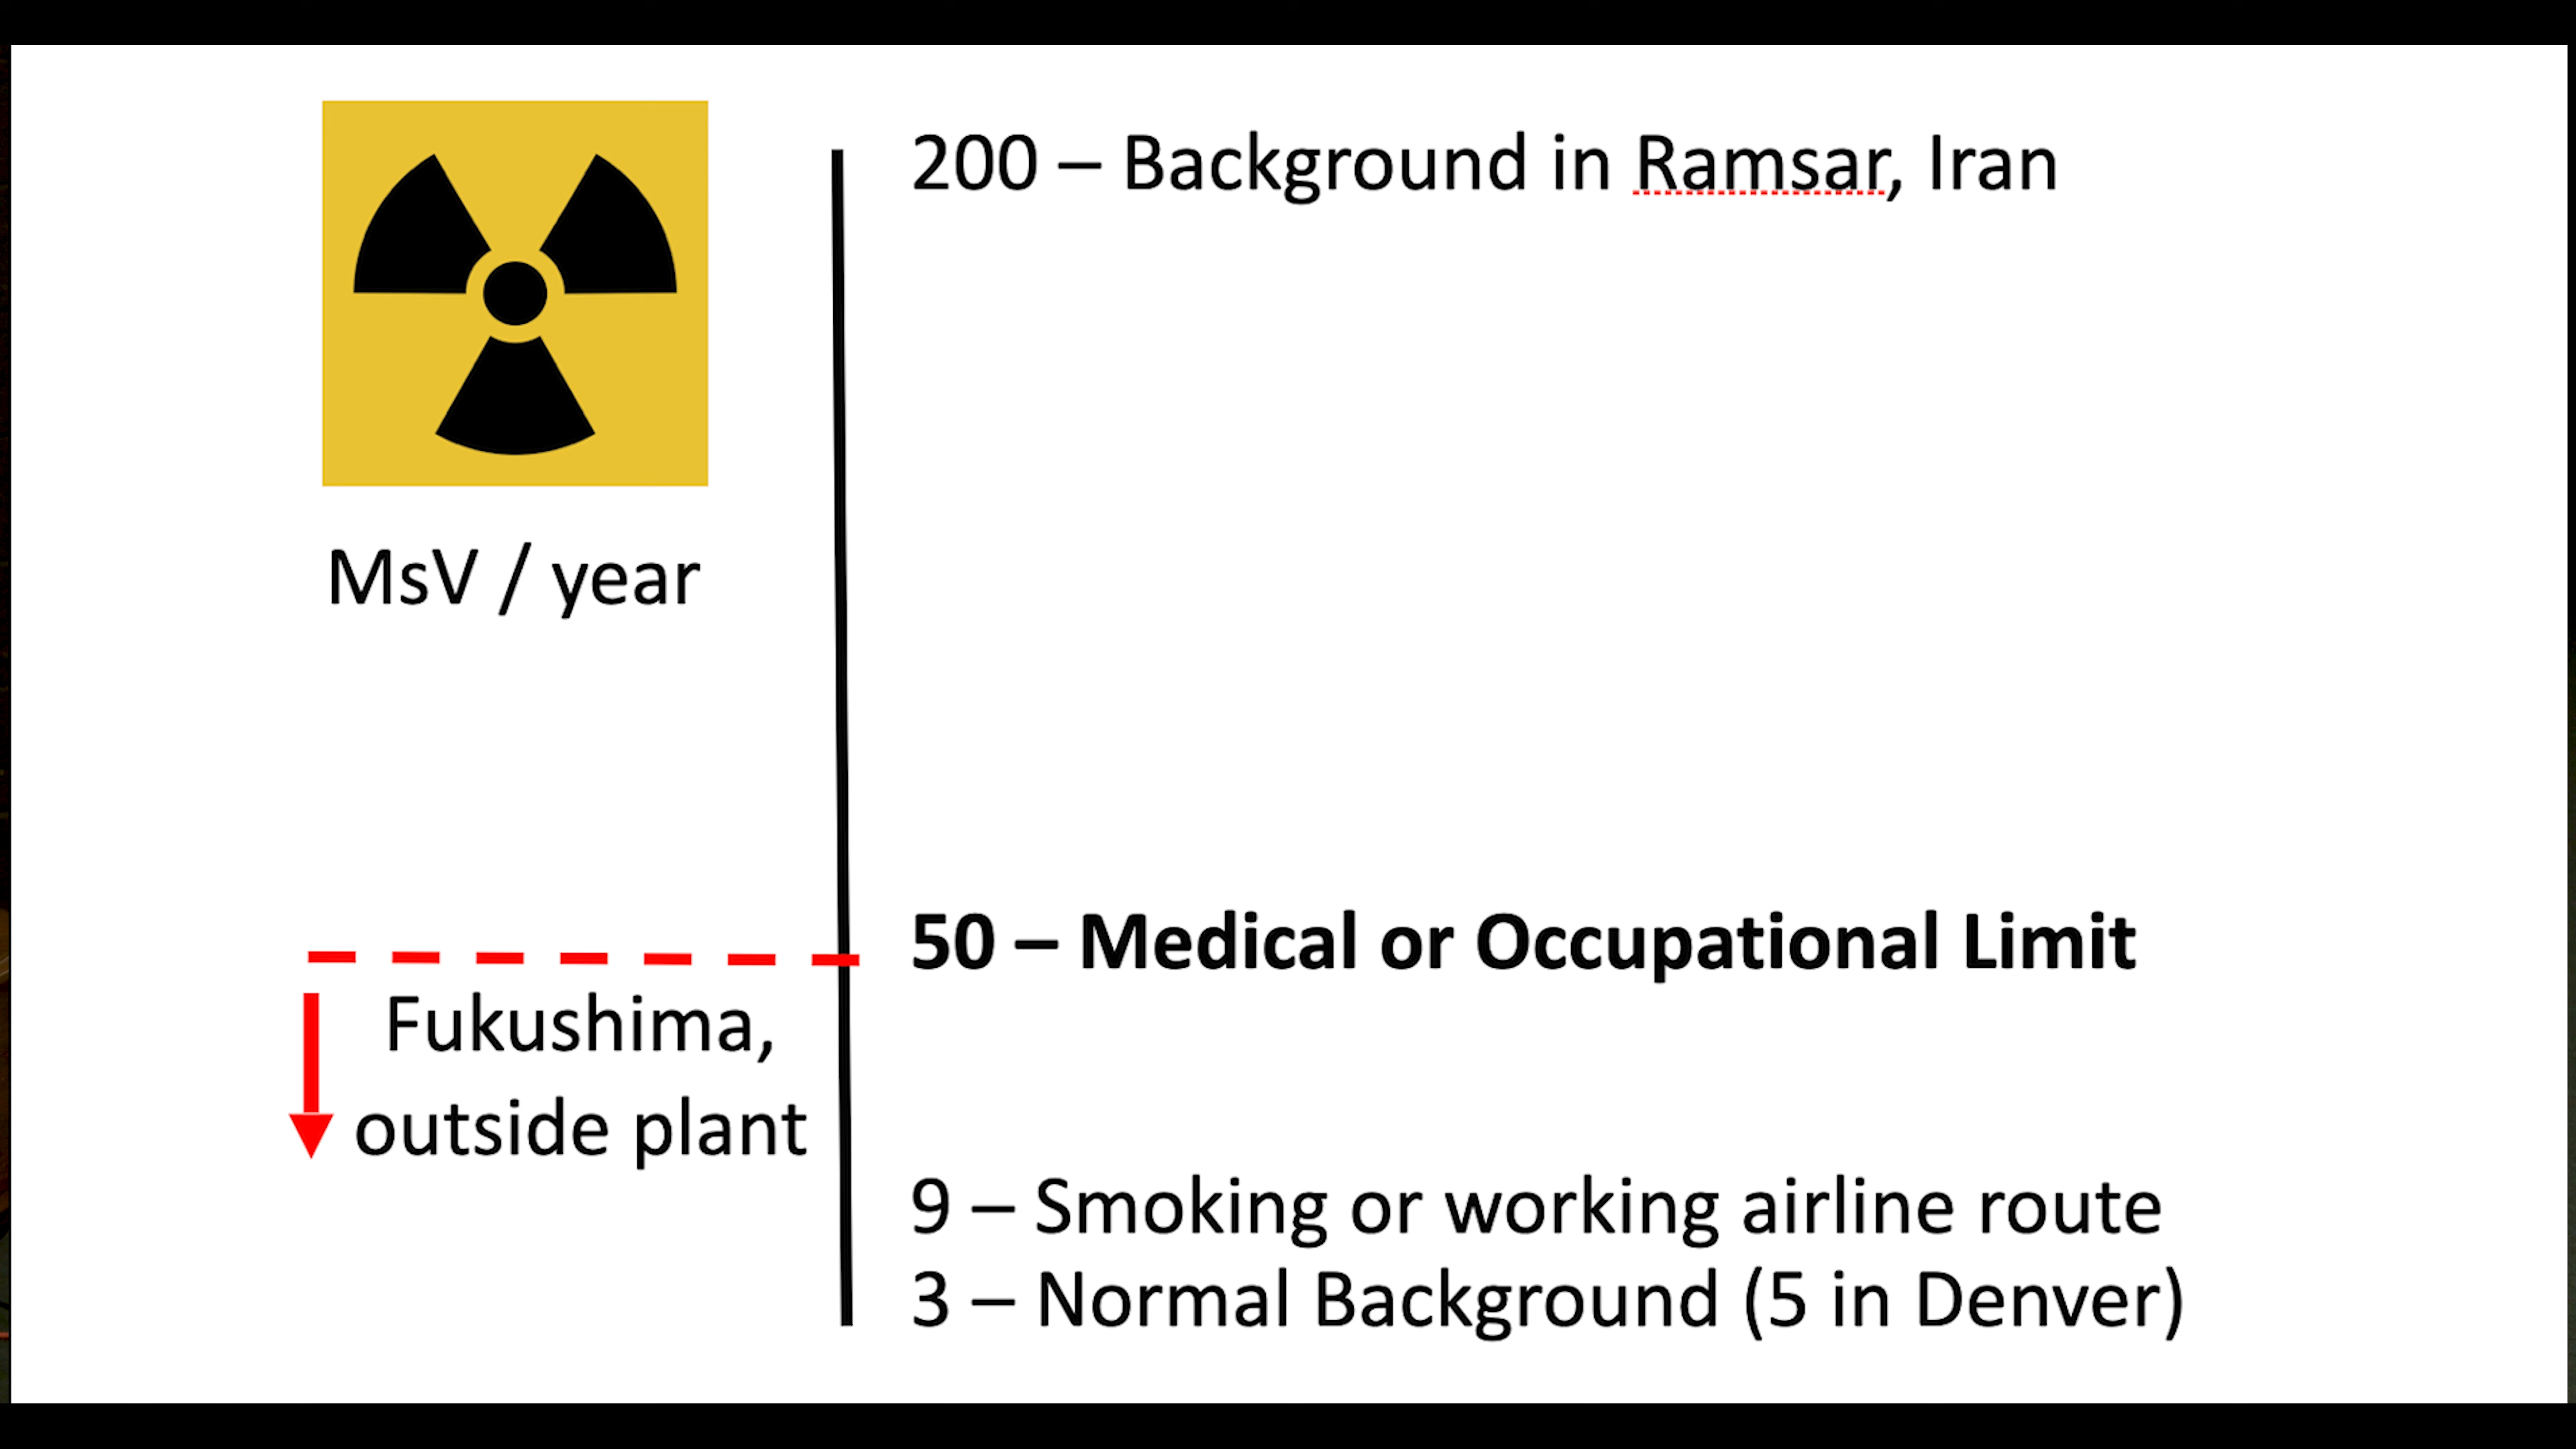 200 – Background in Ramsar, Iran
MsV / year
50 – Medical or Occupational Limit
Fukushima,
outside plant
9 – Smoking or working airline route
3 – Normal Background (5 in Denver)